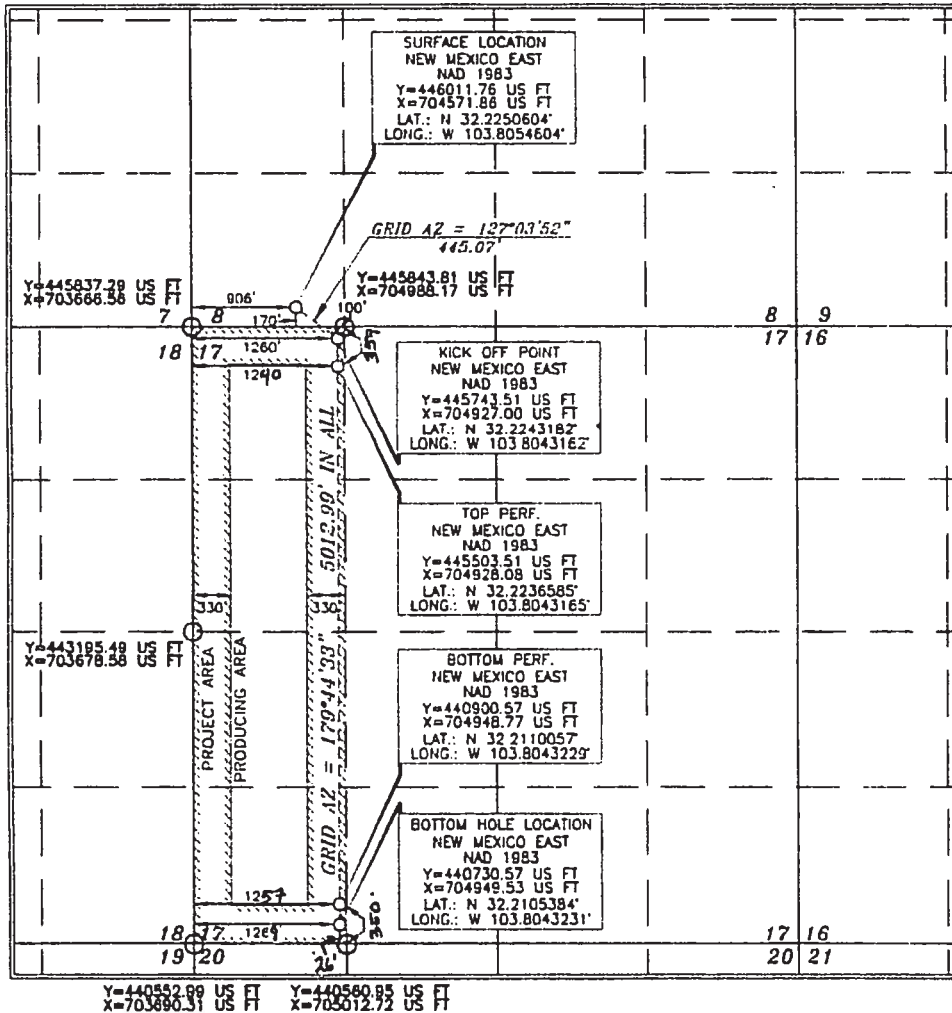 SURFACE LOCATION
NEW MEXICO EAST
NAD 1983
Y=446011.76 US FT
X=704571.86 US FT
LAT.: N 32.2250604°
LONG.: W 103.8054604°
GRID AZ = 127°03'52"
445.07'
Y=445837.29 US FT
X=703666.58 US FT
Y=445843.81 US FT
X=704988.17 US FT
906'
170'
100'
7 8
18 17
8 9
17 16
1260'
1240
354'
KICK OFF POINT
NEW MEXICO EAST
NAD 1983
Y=445743.51 US FT
X=704927.00 US FT
LAT.: N 32.2243182°
LONG.: W 103.8043162°
TOP PERF.
NEW MEXICO EAST
NAD 1983
Y=445503.51 US FT
X=704928.08 US FT
LAT.: N 32.2236585°
LONG.: W 103.8043165°
330'
330'
Y=443195.49 US FT
X=703678.58 US FT
PROJECT AREA
PRODUCING AREA
GRID AZ = 179°44'33" 5012.99' IN ALL
BOTTOM PERF.
NEW MEXICO EAST
NAD 1983
Y=440900.57 US FT
X=704948.77 US FT
LAT.: N 32.2110057°
LONG.: W 103.8043229°
BOTTOM HOLE LOCATION
NEW MEXICO EAST
NAD 1983
Y=440730.57 US FT
X=704949.53 US FT
LAT.: N 32.2105384°
LONG.: W 103.8043231°
1257
350'
18 17
19 20
17 16
20 21
Y=440552.99 US FT
X=703690.31 US FT
Y=440560.95 US FT
X=705012.72 US FT